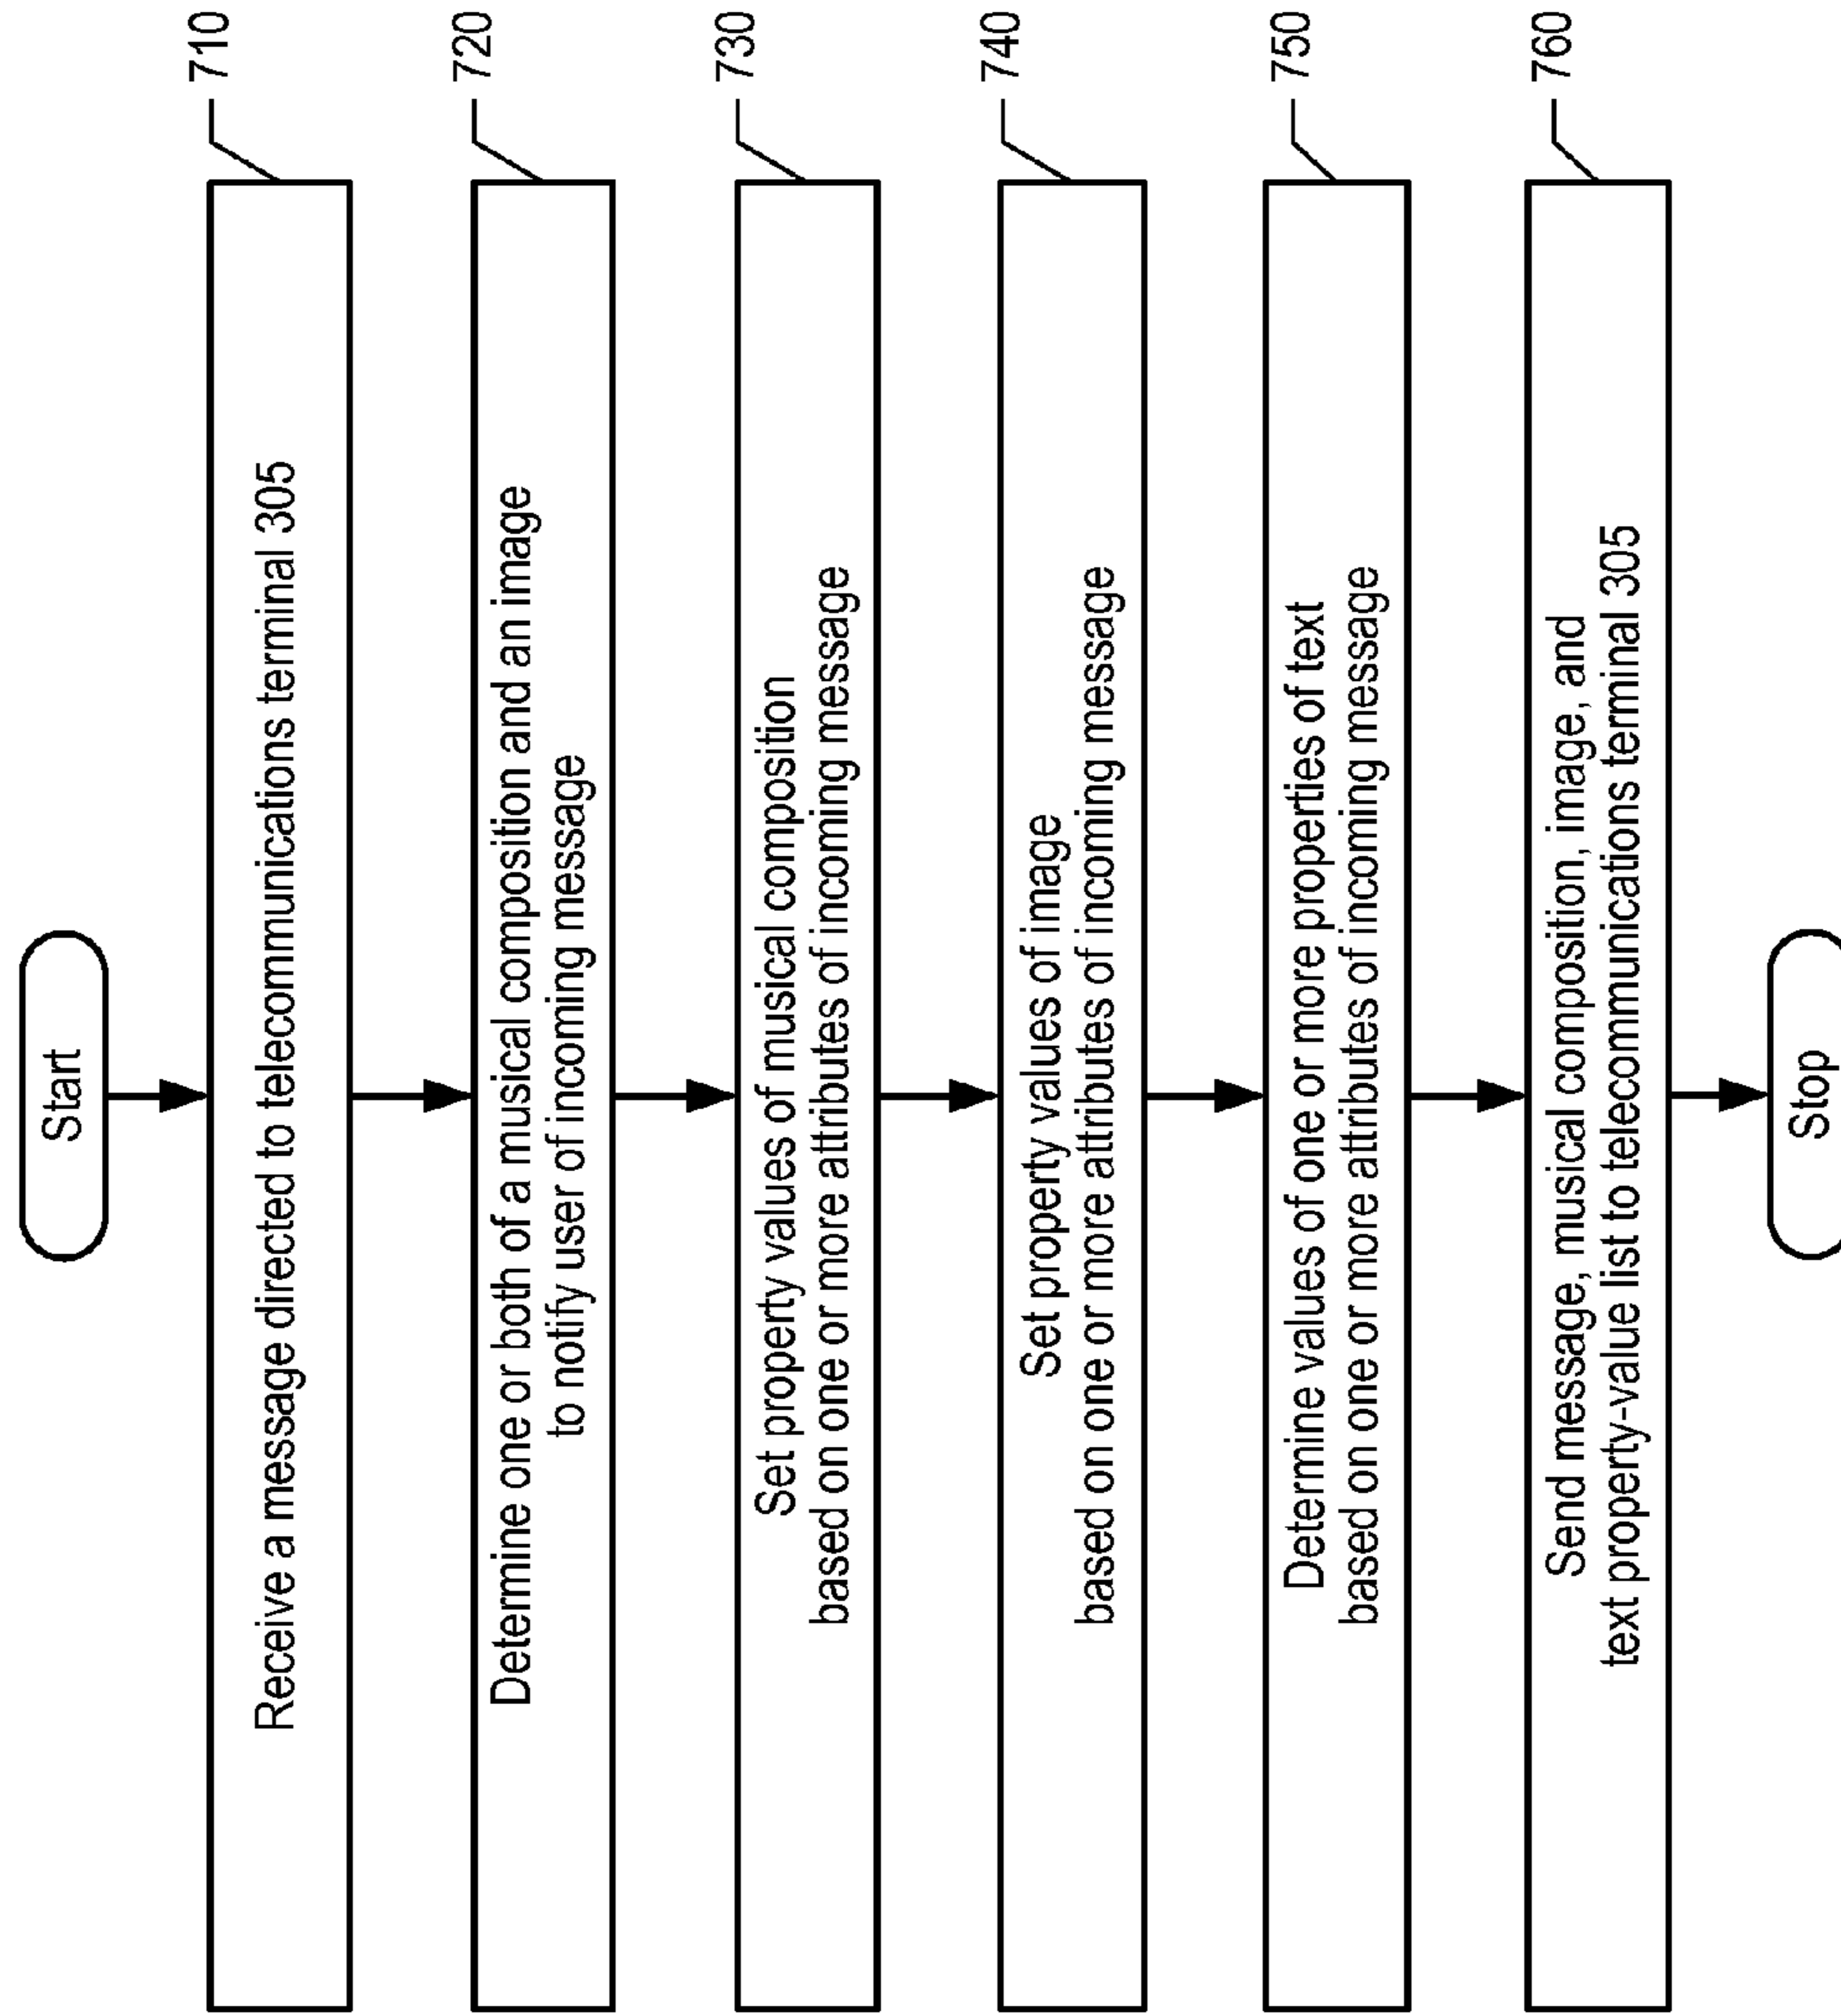 Start
710
Receive a message directed to telecommunications terminal 305
720
Determine one or both of a musical composition and an image
to notify user of incoming message
730
Set property values of musical composition
based on one or more attributes of incoming message
740
Set property values of image
based on one or more attributes of incoming message
750
Determine values of one or more properties of text
based on one or more attributes of incoming message
760
Send message, musical composition, image, and
text property-value list to telecommunications terminal 305
Stop